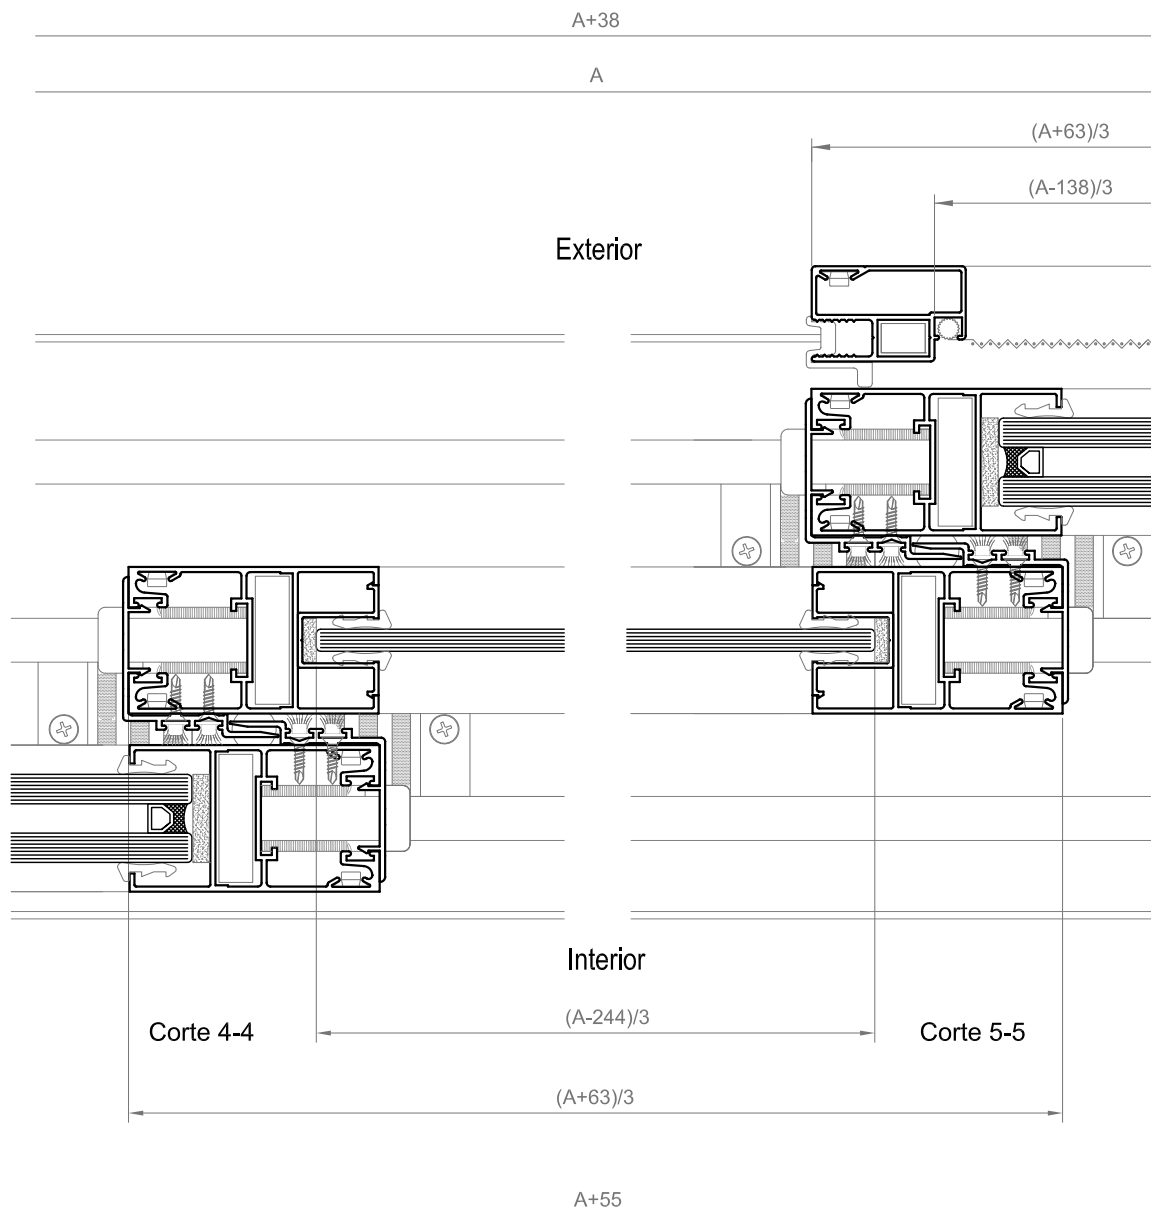 A+38
A
(A+63)/3
(A-138)/3
Exterior
Interior
(A-244)/3
Corte 4-4
Corte 5-5
(A+63)/3
A+55